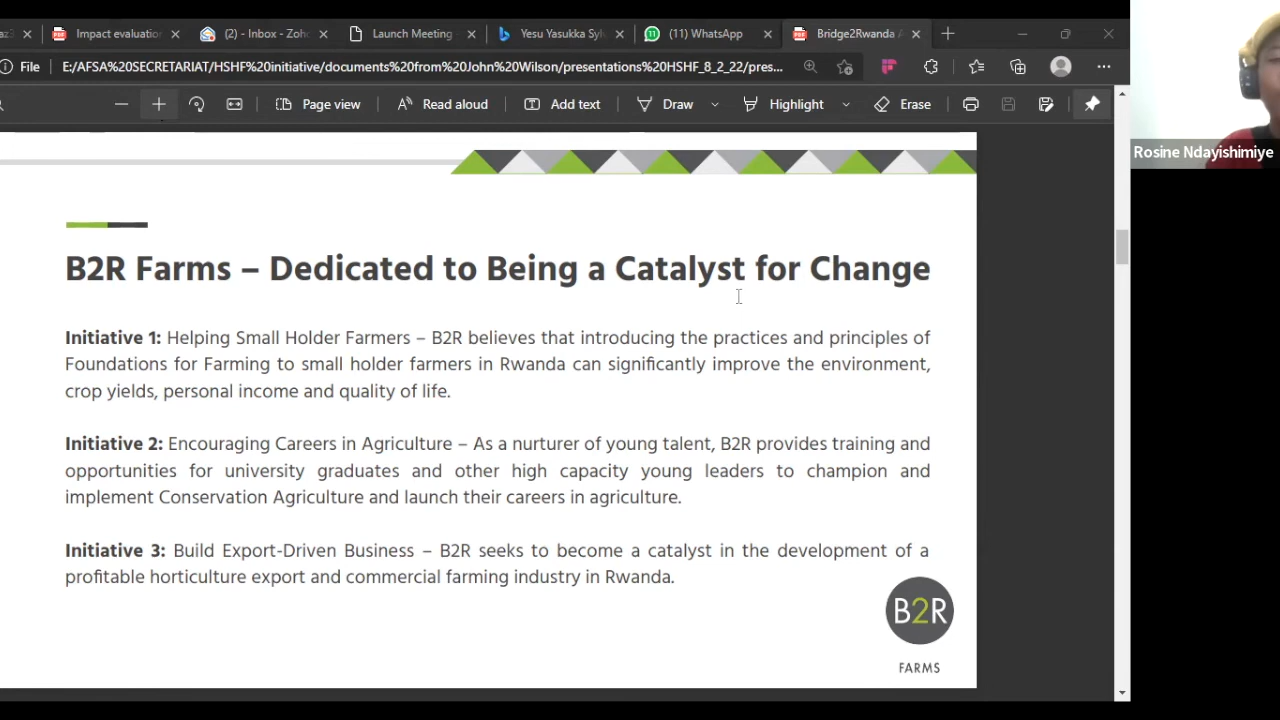 Impact evaluation
(2) - Inbox - Zoh
Launch Meeting
Yesu Yasukka Syl
(11) WhatsApp
Bridge2Rwanda A
File
E:/AFSA%20SECRETARIAT/HSHF%20initiative/documents%20from%20John%20Wilson/presentations%20HSHF_8_2_22/pres...
Page view
Read aloud
Add text
Draw
Highlight
Erase
Rosine Ndayishimiye
B2R Farms – Dedicated to Being a Catalyst for Change
Initiative 1: Helping Small Holder Farmers – B2R believes that introducing the practices and principles of
Foundations for Farming to small holder farmers in Rwanda can significantly improve the environment,
crop yields, personal income and quality of life.
Initiative 2: Encouraging Careers in Agriculture – As a nurturer of young talent, B2R provides training and
opportunities for university graduates and other high capacity young leaders to champion and
implement Conservation Agriculture and launch their careers in agriculture.
Initiative 3: Build Export-Driven Business – B2R seeks to become a catalyst in the development of a
profitable horticulture export and commercial farming industry in Rwanda.
B2R
FARMS